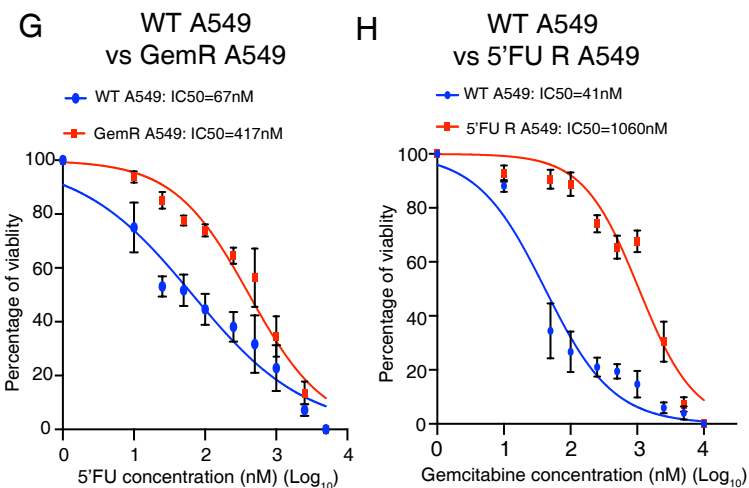 G
WT A549
vs GemR A549
WT A549: IC50=67nM
GemR A549: IC50=417nM
Percentage of viablity
100
80
60
40
20
0
0 1 2 3 4
5'FU concentration (nM) (Log10)
H
WT A549
vs 5'FU R A549
WT A549: IC50=41nM
5'FU R A549: IC50=1060nM
Percentage of viablity
100
80
60
40
20
0
0 1 2 3 4
Gemcitabine concentration (nM) (Log10)